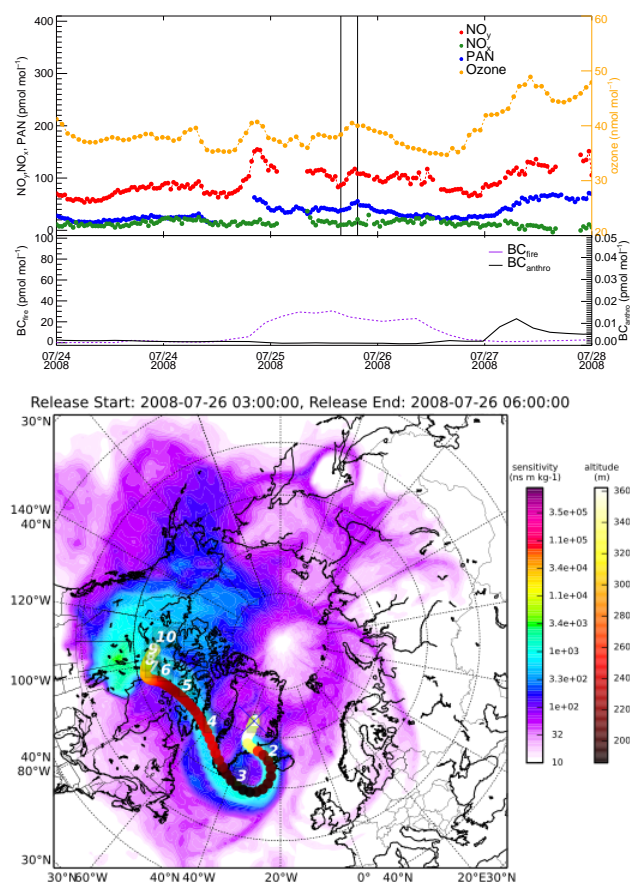 400
300
200
100
0
NOy,NOx, PAN (pmol mol⁻¹)
NOy
NOx
PAN
Ozone
60
50
40
30
20
ozone (nmol mol⁻¹)
100
80
60
40
20
0
BCfire (pmol mol⁻¹)
BCfire
BCanthro
0.05
0.04
0.03
0.02
0.01
0.00
BCanthro (pmol mol⁻¹)
07/24 07/24 07/25 07/26 07/27 07/28
2008 2008 2008 2008 2008 2008
Release Start: 2008-07-26 03:00:00, Release End: 2008-07-26 06:00:00
30°N 30°N
140°W
40°N
120°W
100°W
40°N
80°W
30°N
30°N60°W 40°N 40°W 20°W 0°W 20°E30°N
10
6
5
4
3
2
sensitivity
(ns m kg-1)
3.5e+05
1.1e+05
3.4e+04
1.1e+04
3.4e+03
1e+03
3.3e+02
1e+02
32
10
altitude
(m)
360
340
320
300
280
260
240
220
200